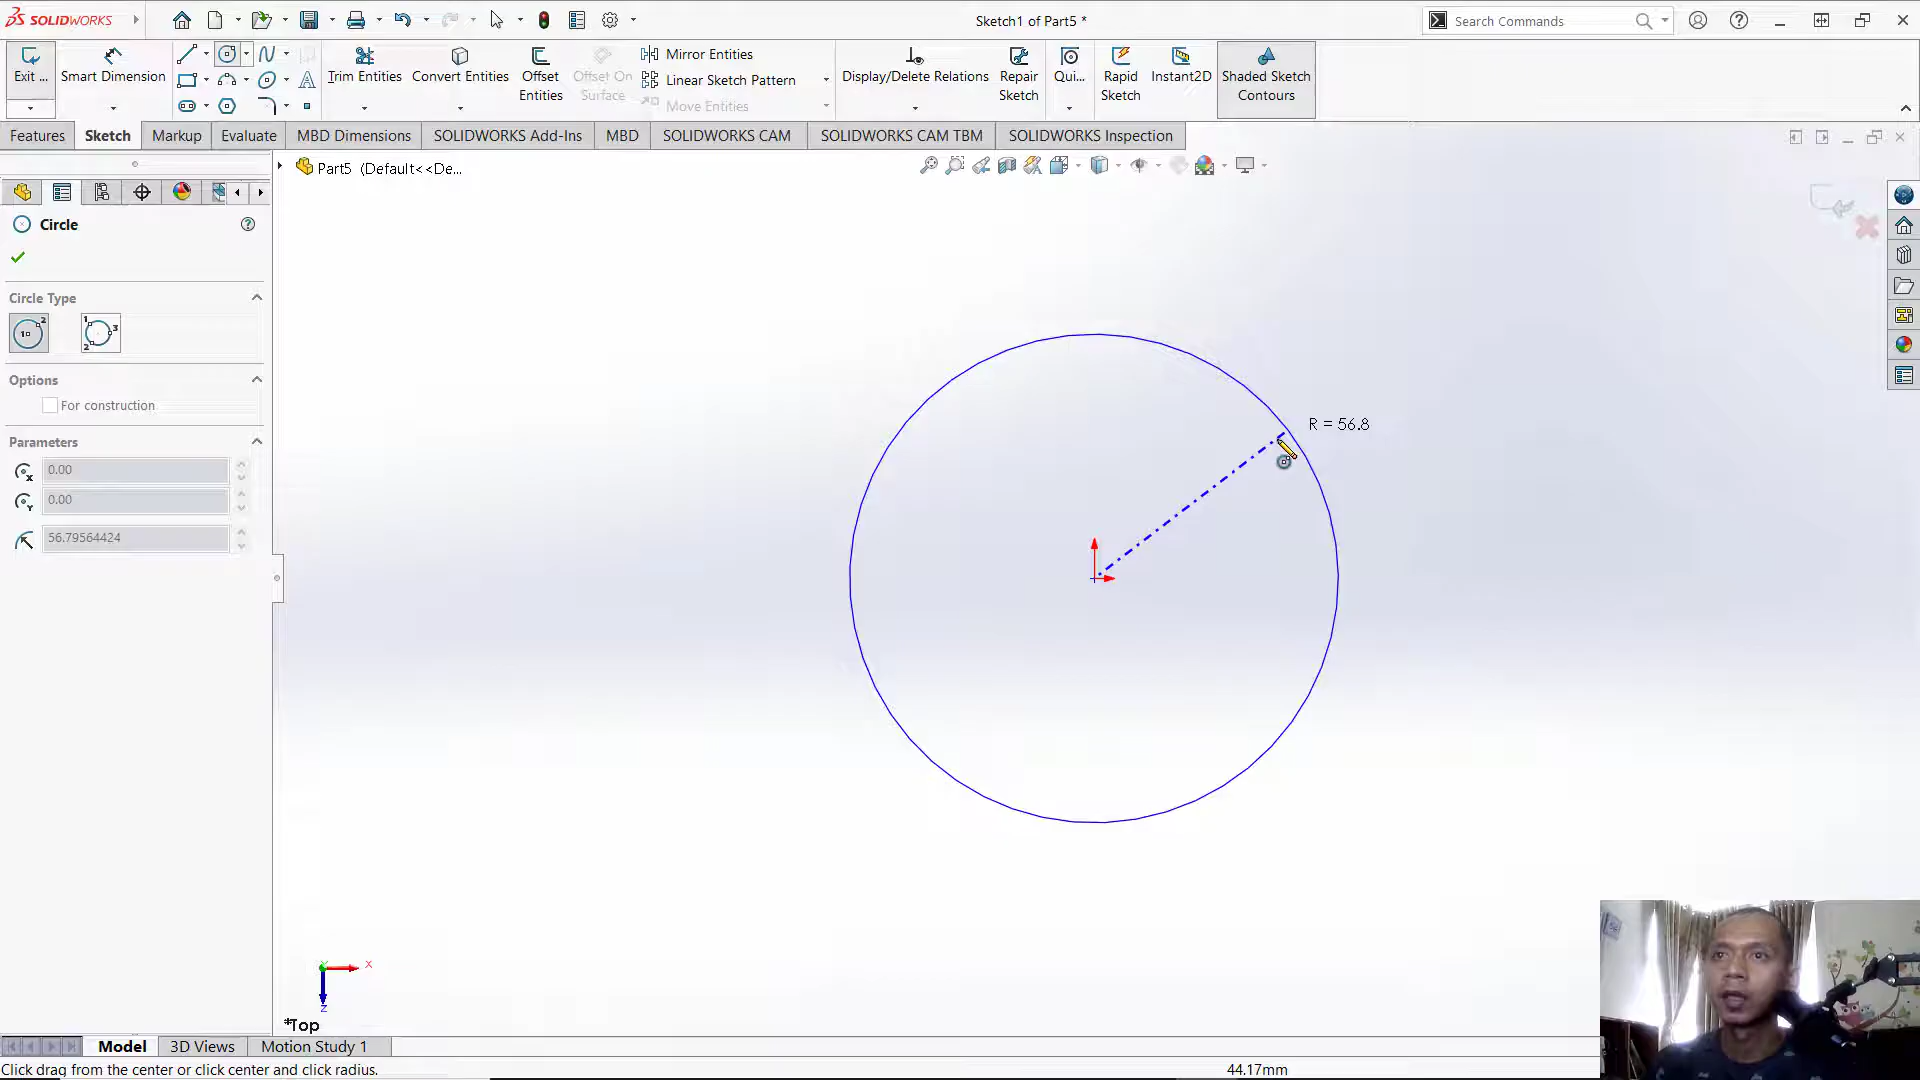 SOLIDWORKS
Sketch1 of Part5 *
Search Commands
Exit ...
Smart Dimension
Trim Entities
Convert Entities
Offset Entities
Offset On Surface
Mirror Entities
Linear Sketch Pattern
Move Entities
Display/Delete Relations
Repair Sketch
Qui...
Rapid Sketch
Instant2D
Shaded Sketch Contours
Features
Sketch
Markup
Evaluate
MBD Dimensions
SOLIDWORKS Add-Ins
MBD
SOLIDWORKS CAM
SOLIDWORKS CAM TBM
SOLIDWORKS Inspection
Part5 (Default<<De...
Circle
Circle Type
Options
For construction
Parameters
0.00
0.00
56.79564424
R = 56.8
Y
X
Z
*Top
Model
3D Views
Motion Study 1
Click drag from the center or click center and click radius.
44.17mm